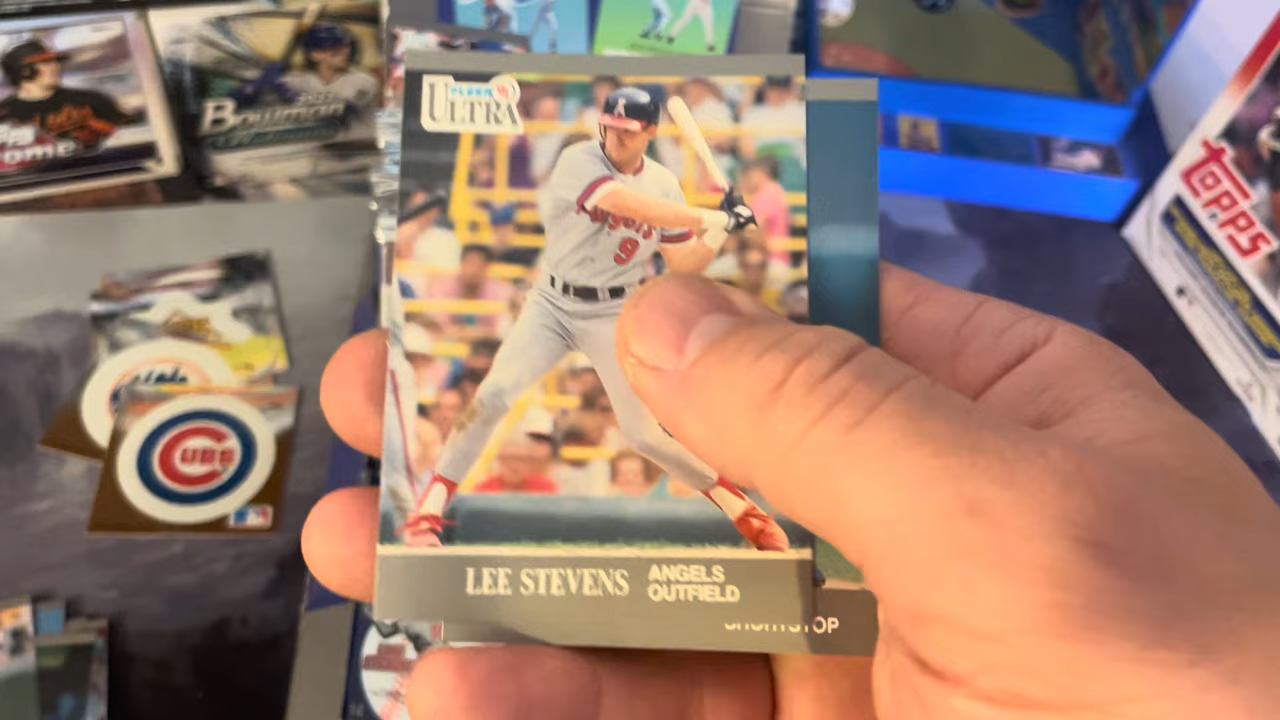 FLEER
ULTRA
Bowman
TOPPS
Angels
9
CUBS
LEE STEVENS
ANGELS
OUTFIELD
SHORTSTOP